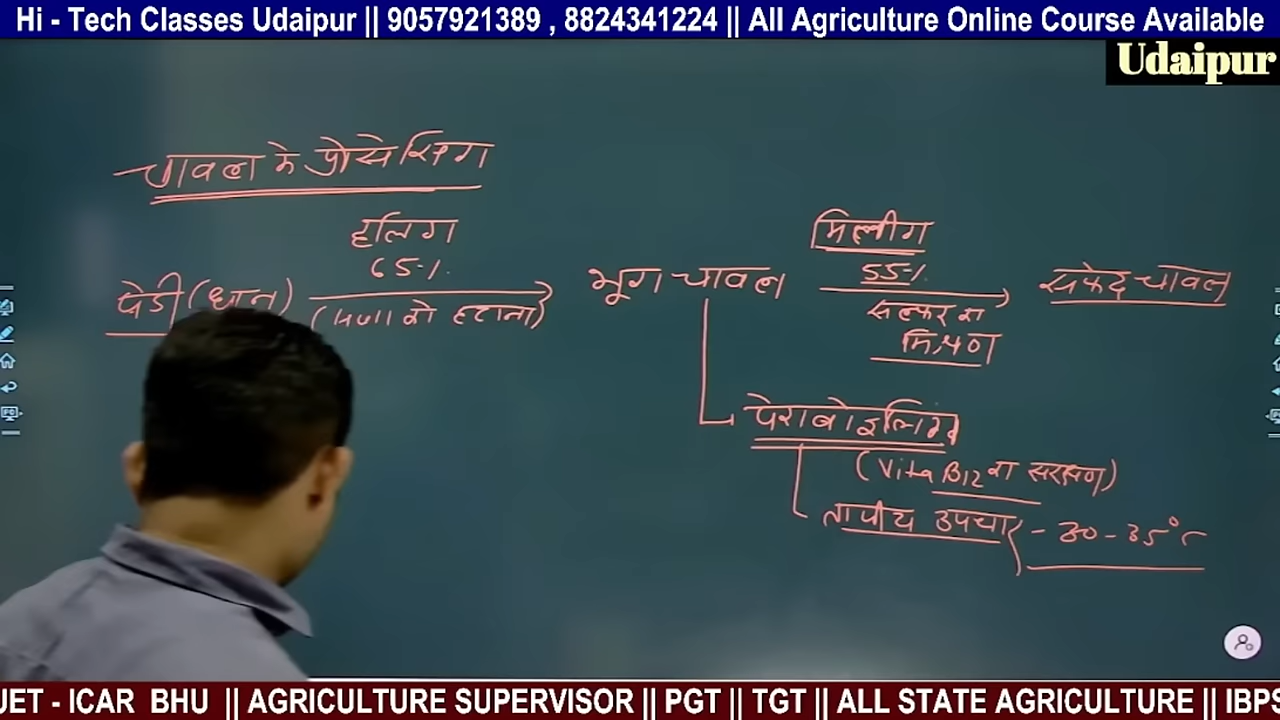 Hi - Tech Classes Udaipur || 9057921389 , 8824341224 || All Agriculture Online Course Available
Udaipur
चावल के प्रोसेसिंग
हलिंग
65%
पेडी (धान)
को हटाना)
भूरा चावल
मिल्लींग
55%
सल्फर का
मिश्रण
सफेद चावल
पेराबोइलिंग
(Vita B12 का सरक्षण)
तापीय उपचार - 30-35°C
JET - ICAR BHU || AGRICULTURE SUPERVISOR || PGT || TGT || ALL STATE AGRICULTURE || IBPS